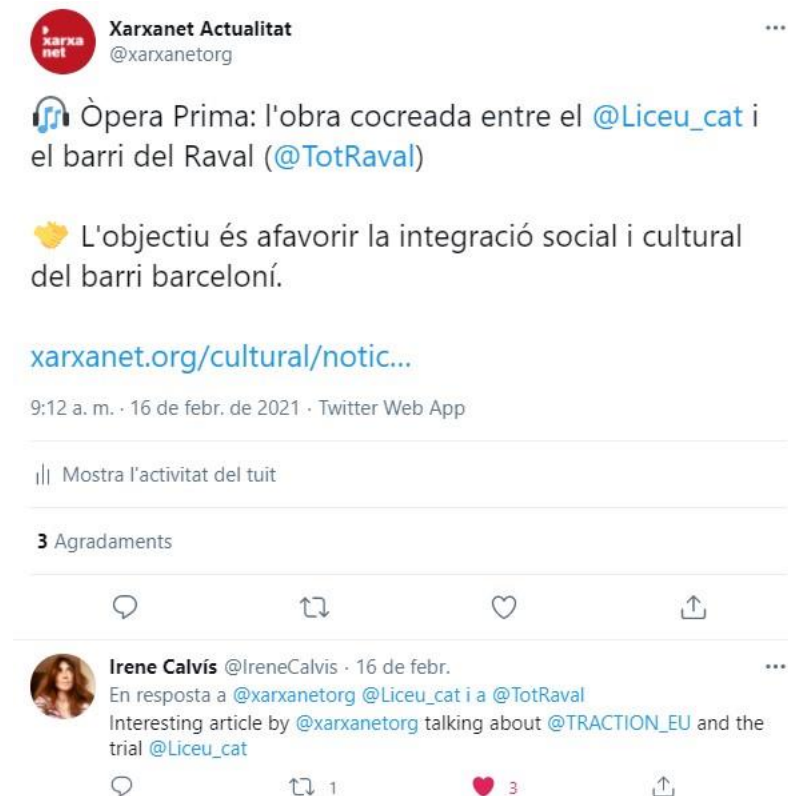 xarxa
net
Xarxanet Actualitat
@xarxanetorg
Òpera Prima: l'obra cocreada entre el @Liceu_cat i
el barri del Raval (@TotRaval)
L'objectiu és afavorir la integració social i cultural
del barri barceloní.
xarxanet.org/cultural/notic...
9:12 a. m. · 16 de febr. de 2021 · Twitter Web App
Mostra l'activitat del tuit
3 Agradaments
Irene Calvís @IreneCalvis · 16 de febr.
En resposta a @xarxanetorg @Liceu_cat i a @TotRaval
Interesting article by @xarxanetorg talking about @TRACTION_EU and the
trial @Liceu_cat
1 3